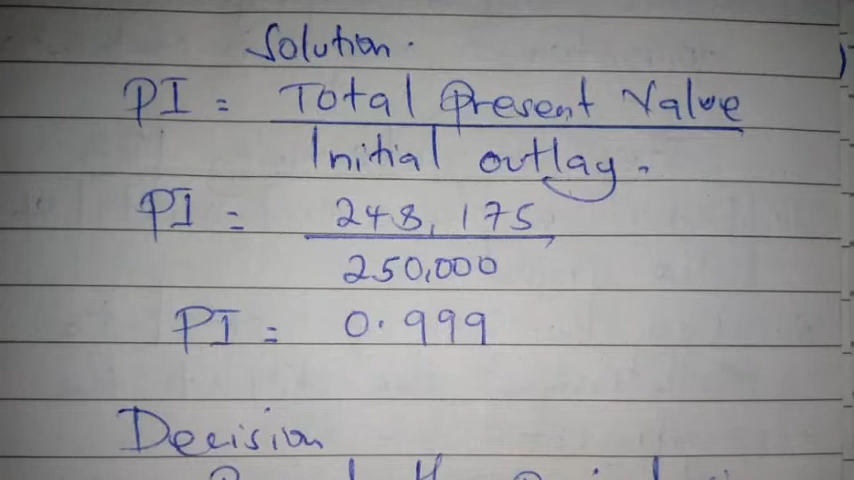 Solution.
PI = Total Present Value
Initial outlay.
PI = 248,175
250,000
PI = 0.999
Decision